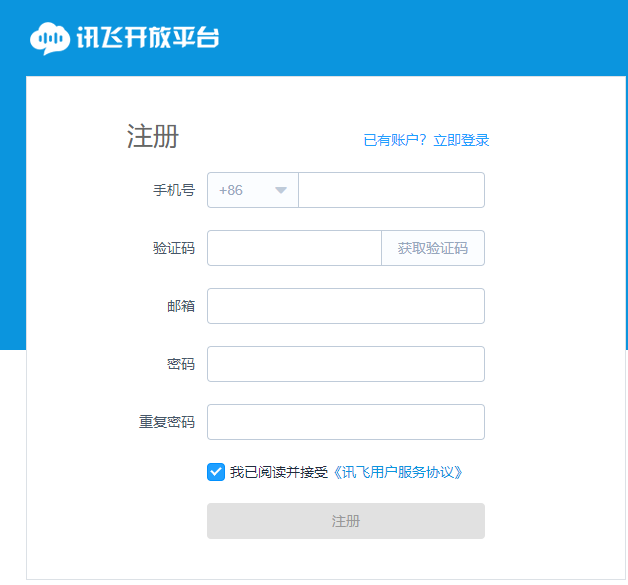 讯飞开放平台
注册
已有账户？立即登录
手机号 +86
验证码 获取验证码
邮箱
密码
重复密码
我已阅读并接受《讯飞用户服务协议》
注册